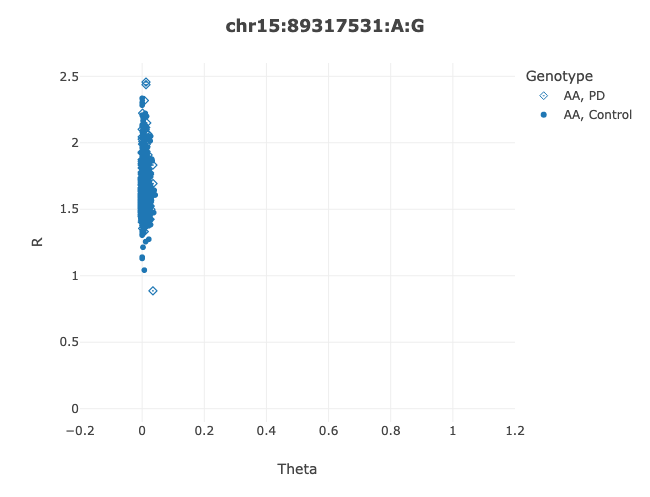 chr15:89317531:A:G
Genotype
AA, PD
AA, Control
2.5
2
1.5
1
0.5
0
R
−0.2
0
0.2
0.4
0.6
0.8
1
1.2
Theta